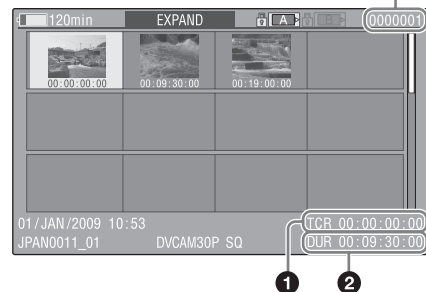 120min EXPAND A B 0000001
00:00:00:00 00:09:30:00 00:19:00:00
01/JAN/2009 10:53 TCR 00:00:00:00
JPAN0011_01 DVCAM30P SQ DUR 00:09:30:00
1 2